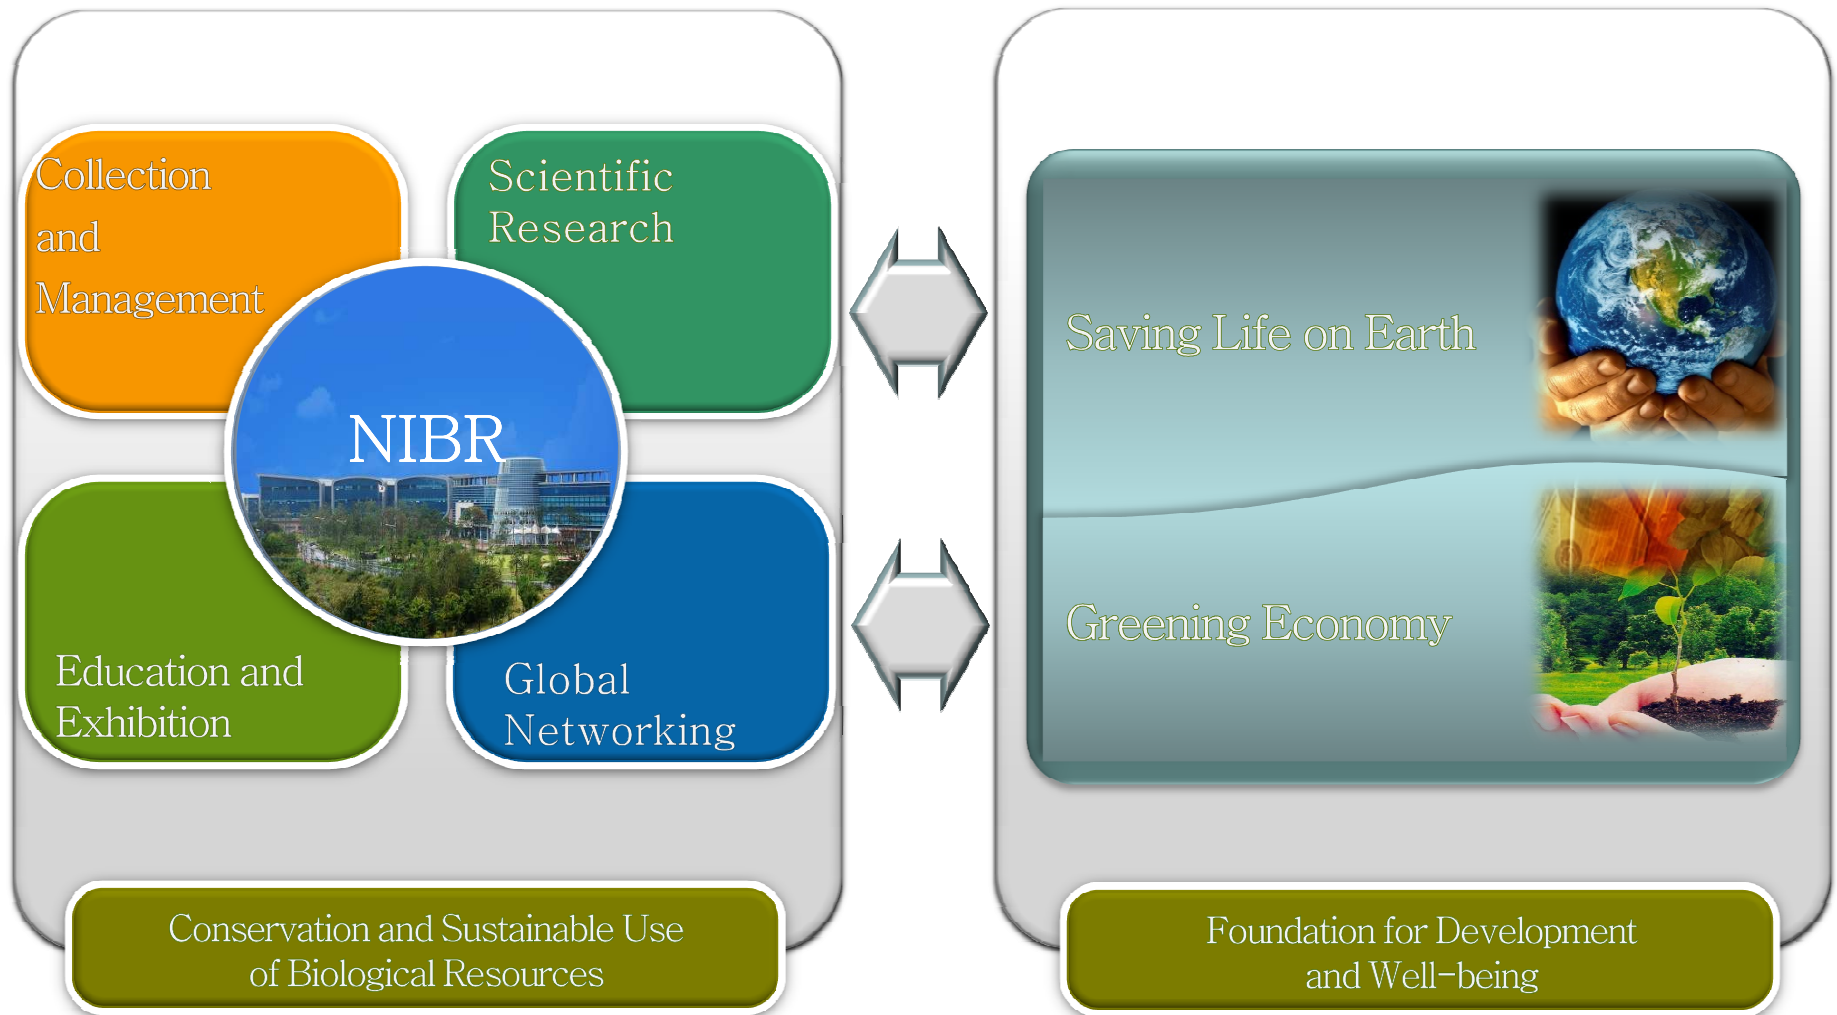 Collection
and
Management
Scientific
Research
NIBR
Education and
Exhibition
Global
Networking
Conservation and Sustainable Use
of Biological Resources
Saving Life on Earth
Greening Economy
Foundation for Development
and Well-being